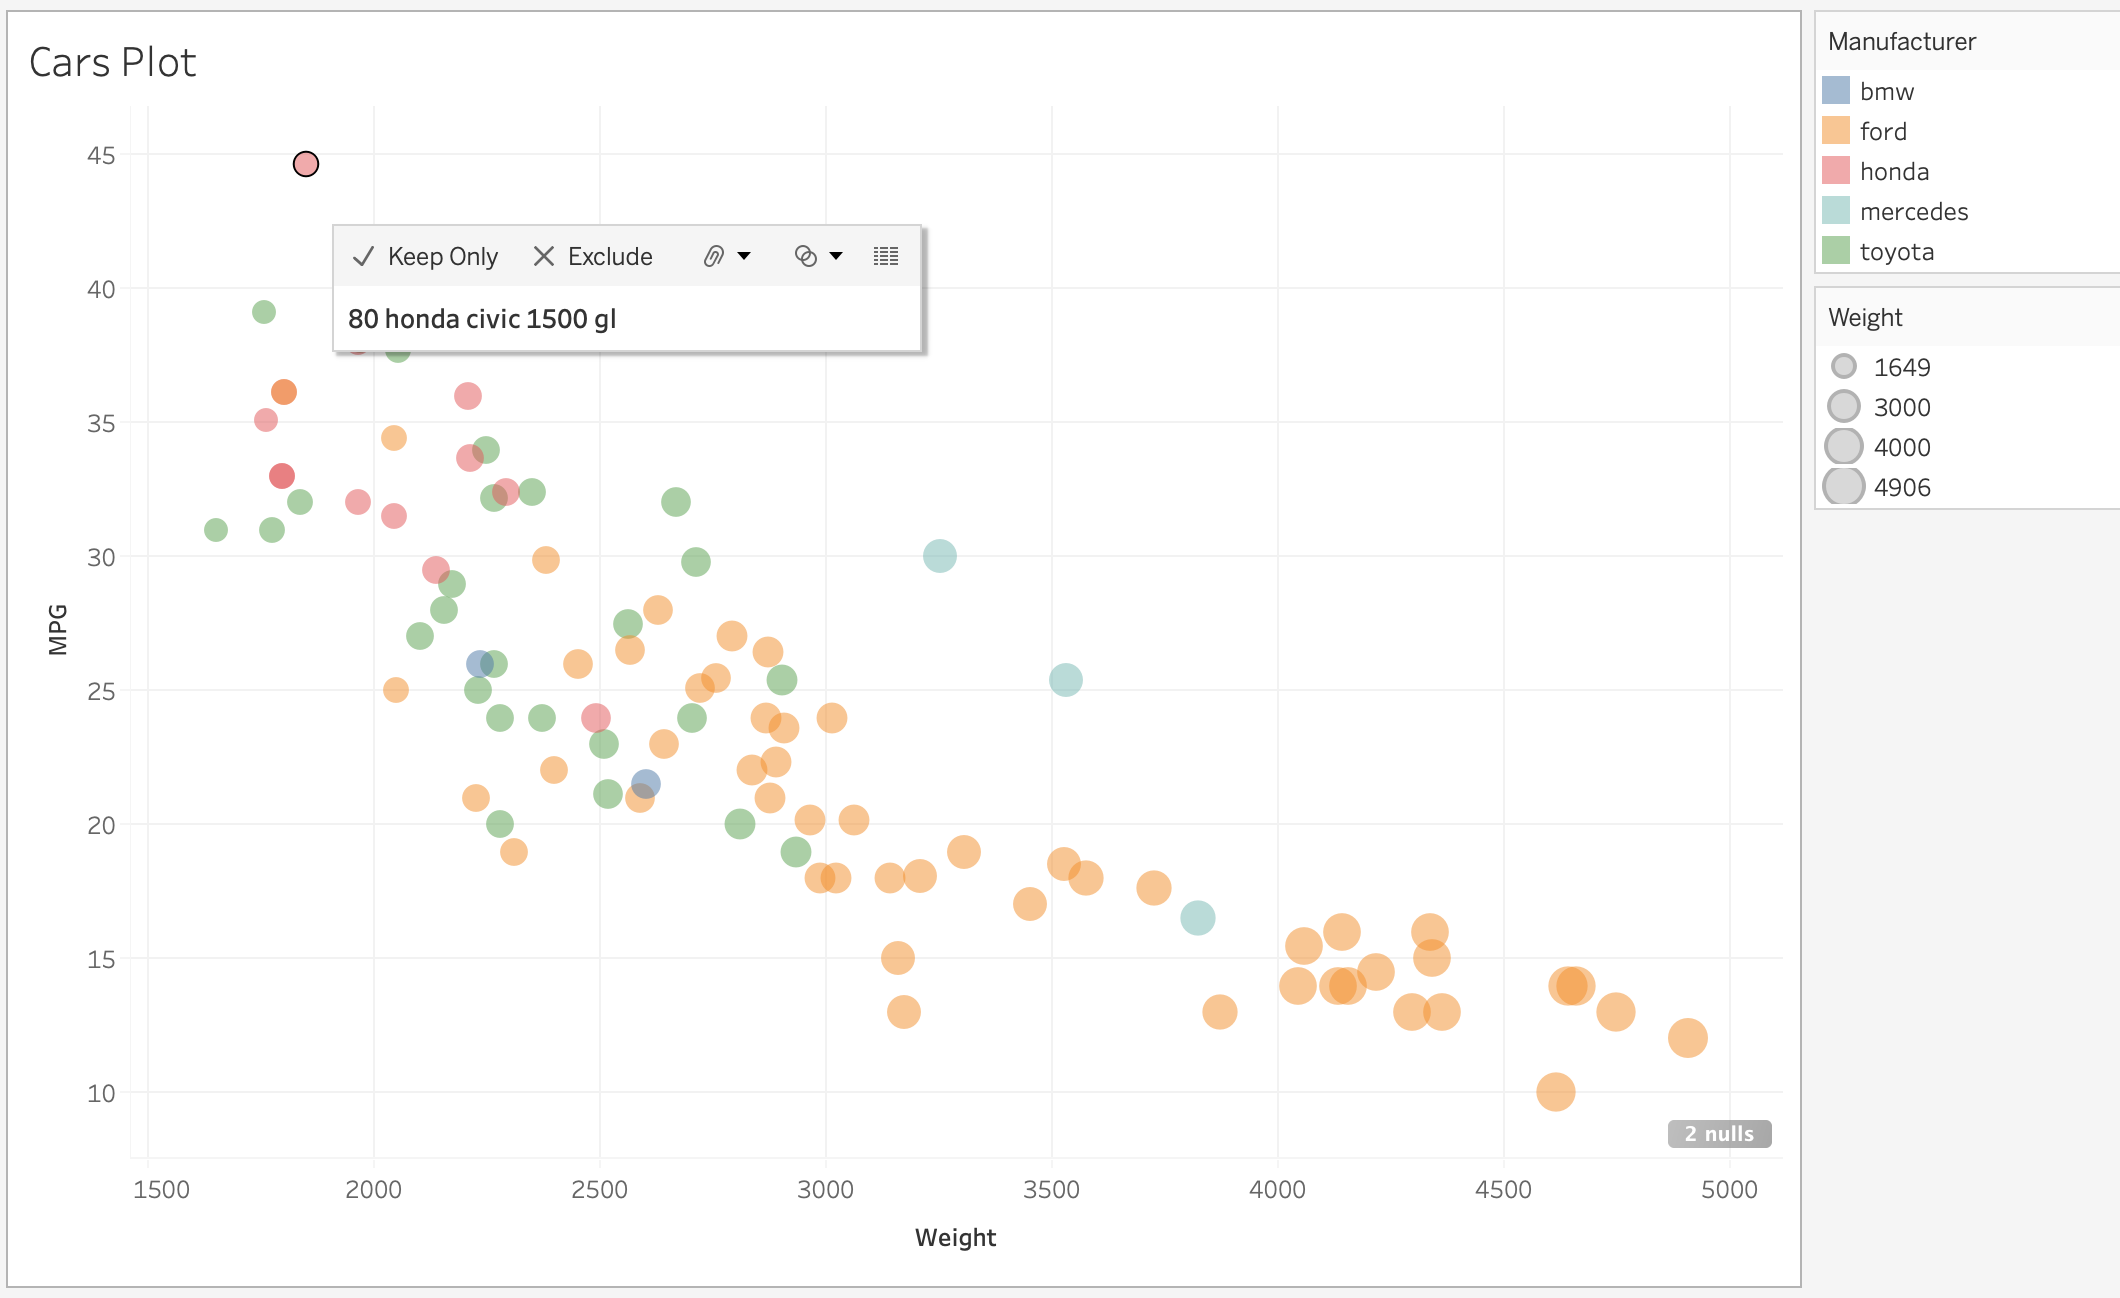 Cars Plot
Manufacturer
bmw
ford
honda
mercedes
toyota
Weight
1649
3000
4000
4906
Keep Only Exclude
80 honda civic 1500 gl
45
40
35
30
25
20
15
10
MPG
2 nulls
1500 2000 2500 3000 3500 4000 4500 5000
Weight